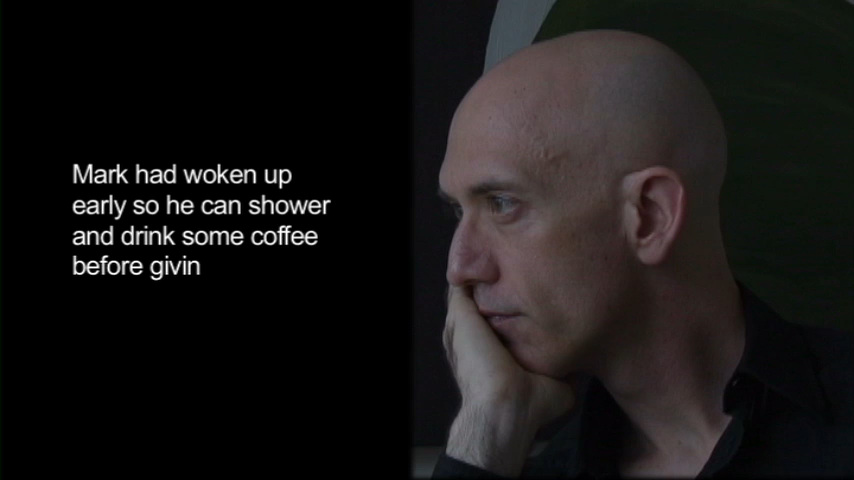 Mark had woken up
early so he can shower
and drink some coffee
before givin